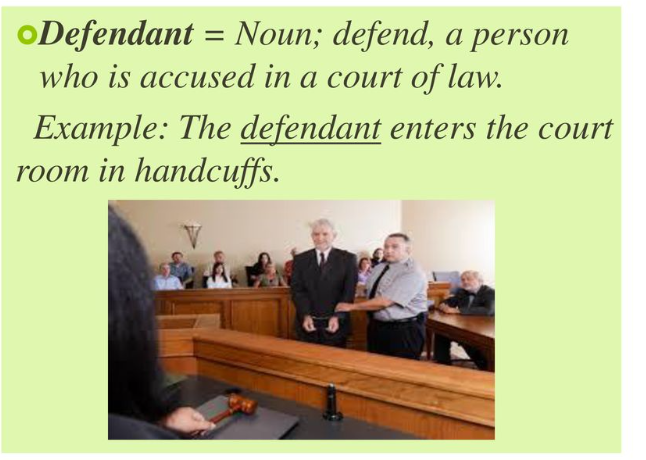 Defendant = Noun; defend, a person
who is accused in a court of law.
Example: The defendant enters the court
room in handcuffs.